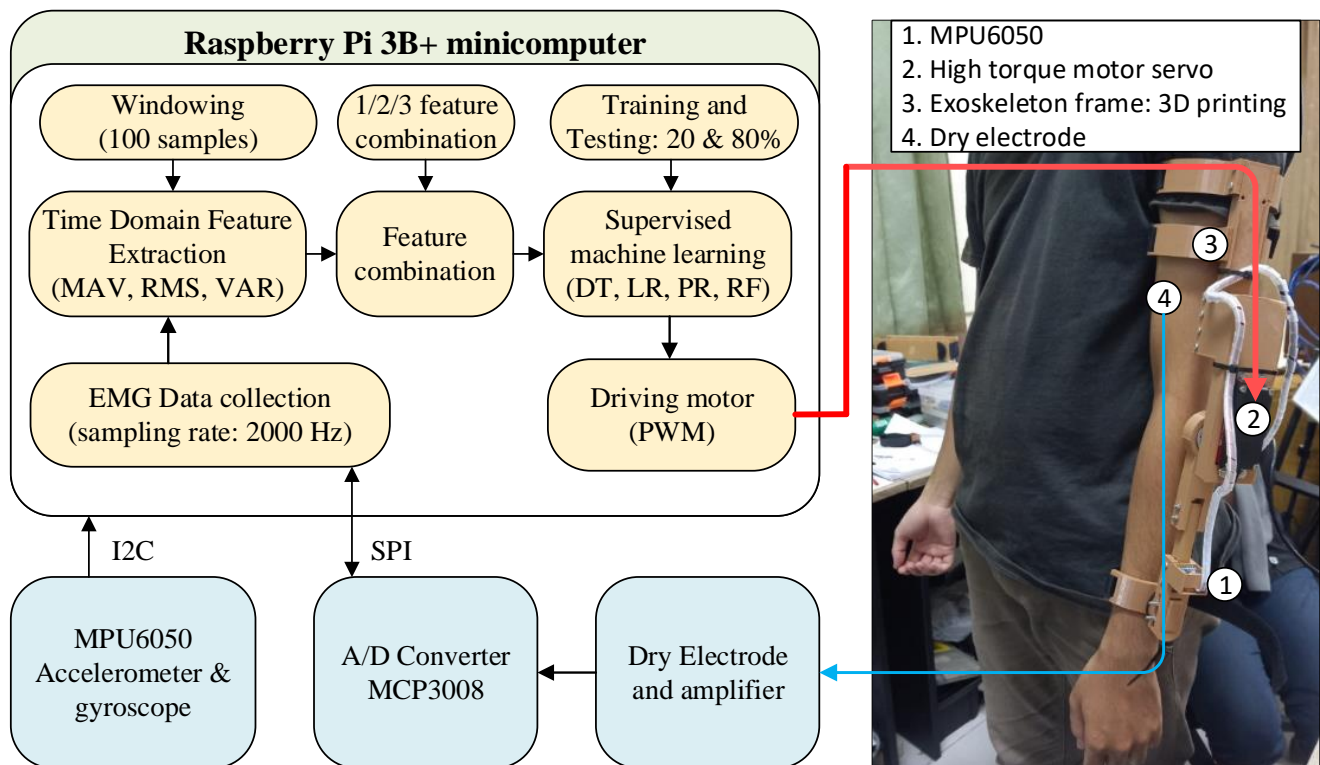 Raspberry Pi 3B+ minicomputer
Windowing
(100 samples)
1/2/3 feature
combination
Training and
Testing: 20 & 80%
Time Domain Feature
Extraction
(MAV, RMS, VAR)
Feature
combination
Supervised
machine learning
(DT, LR, PR, RF)
EMG Data collection
(sampling rate: 2000 Hz)
Driving motor
(PWM)
I2C
SPI
MPU6050
Accelerometer &
gyroscope
A/D Converter
MCP3008
Dry Electrode
and amplifier
1. MPU6050
2. High torque motor servo
3. Exoskeleton frame: 3D printing
4. Dry electrode
3
4
2
1